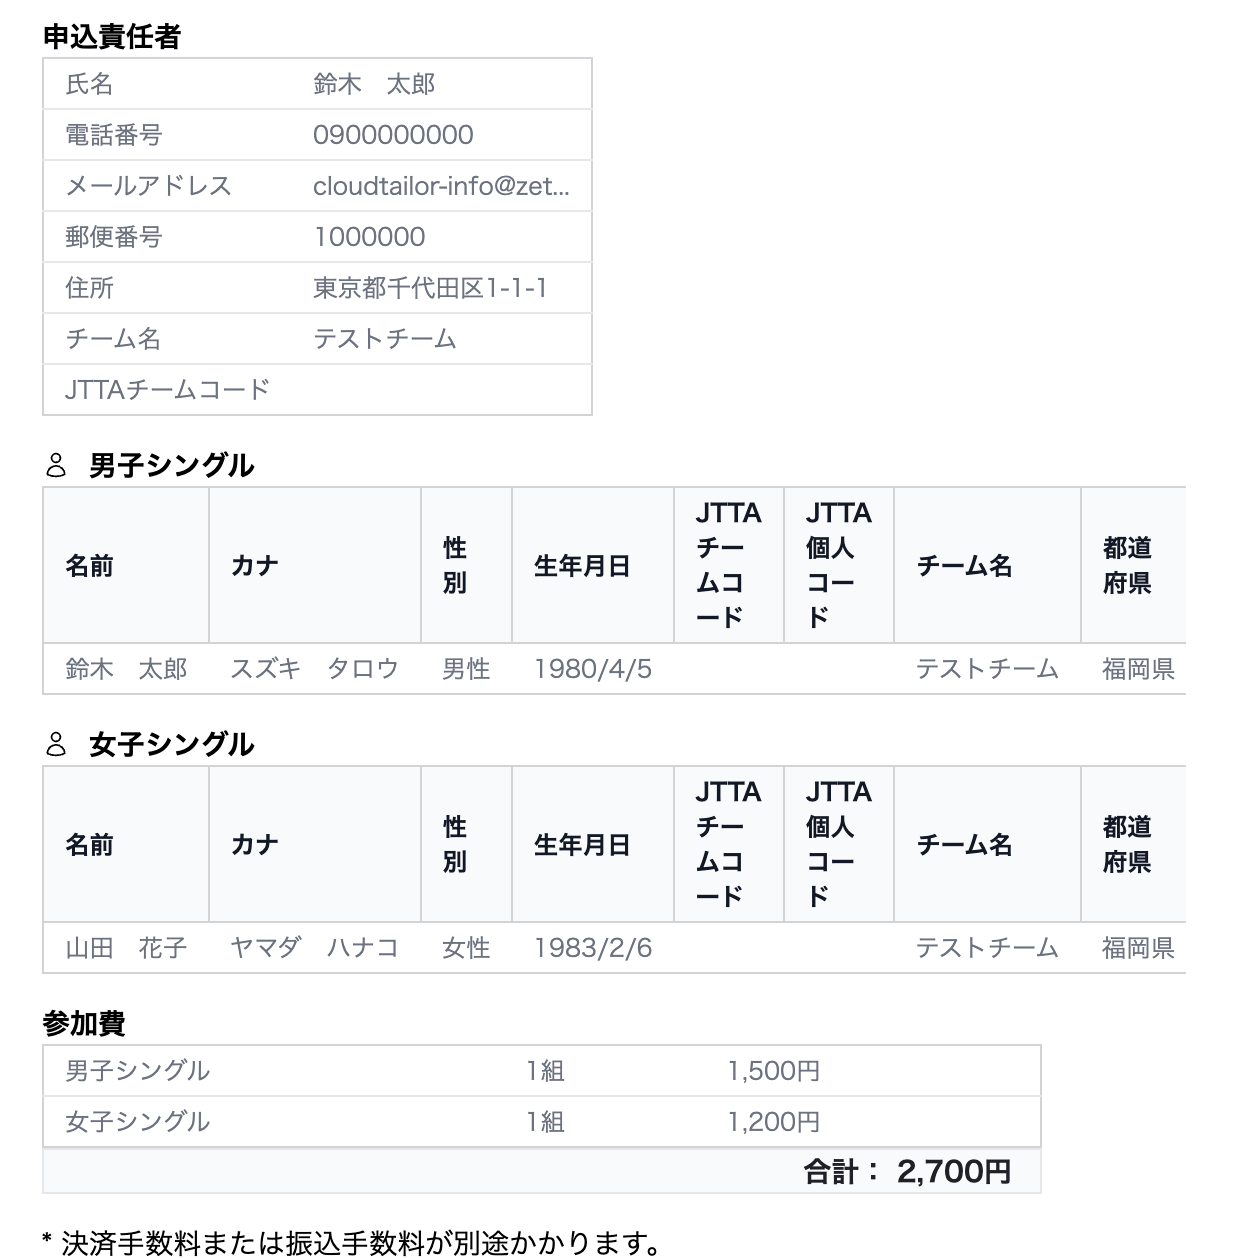 申込責任者
氏名 鈴木　太郎
電話番号 0900000000
メールアドレス cloudtailor-info@zet...
郵便番号 1000000
住所 東京都千代田区1-1-1
チーム名 テストチーム
JTTAチームコード
男子シングル
名前 カナ 性別 生年月日 JTTAチームコード JTTA個人コード チーム名 都道府県
鈴木　太郎 スズキ　タロウ 男性 1980/4/5 テストチーム 福岡県
女子シングル
名前 カナ 性別 生年月日 JTTAチームコード JTTA個人コード チーム名 都道府県
山田　花子 ヤマダ　ハナコ 女性 1983/2/6 テストチーム 福岡県
参加費
男子シングル 1組 1,500円
女子シングル 1組 1,200円
合計： 2,700円
* 決済手数料または振込手数料が別途かかります。